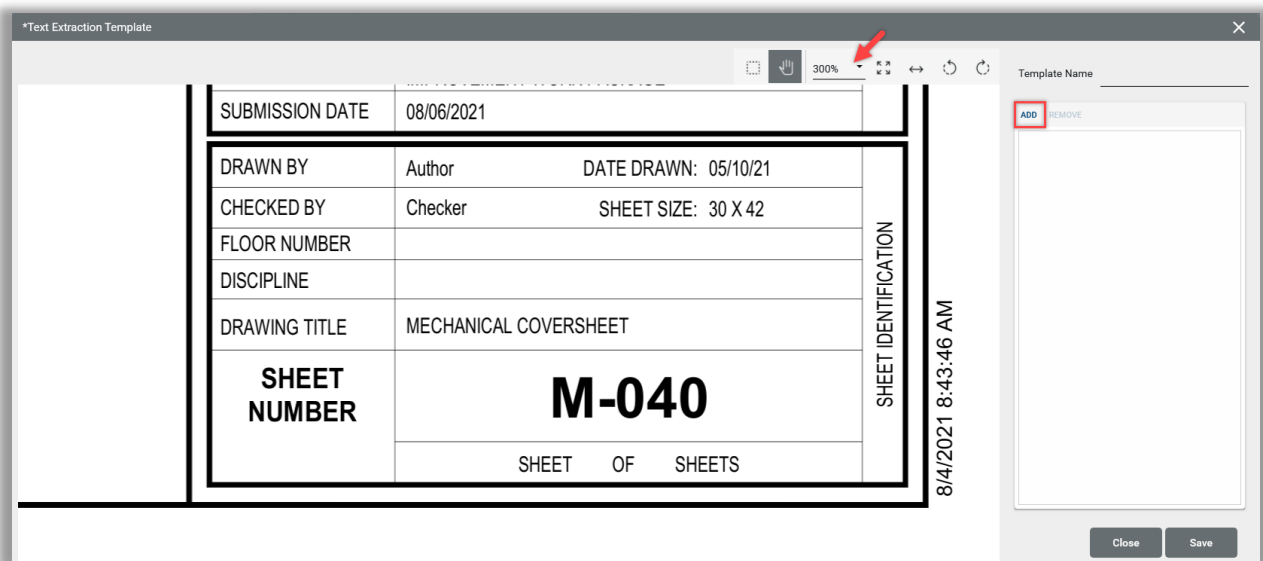 *Text Extraction Template
300%
Template Name
ADD REMOVE
SUBMISSION DATE 08/06/2021
DRAWN BY Author DATE DRAWN: 05/10/21
CHECKED BY Checker SHEET SIZE: 30 X 42
FLOOR NUMBER
DISCIPLINE
DRAWING TITLE MECHANICAL COVERSHEET
SHEET NUMBER M-040
SHEET OF SHEETS
SHEET IDENTIFICATION
8/4/2021 8:43:46 AM
Close Save